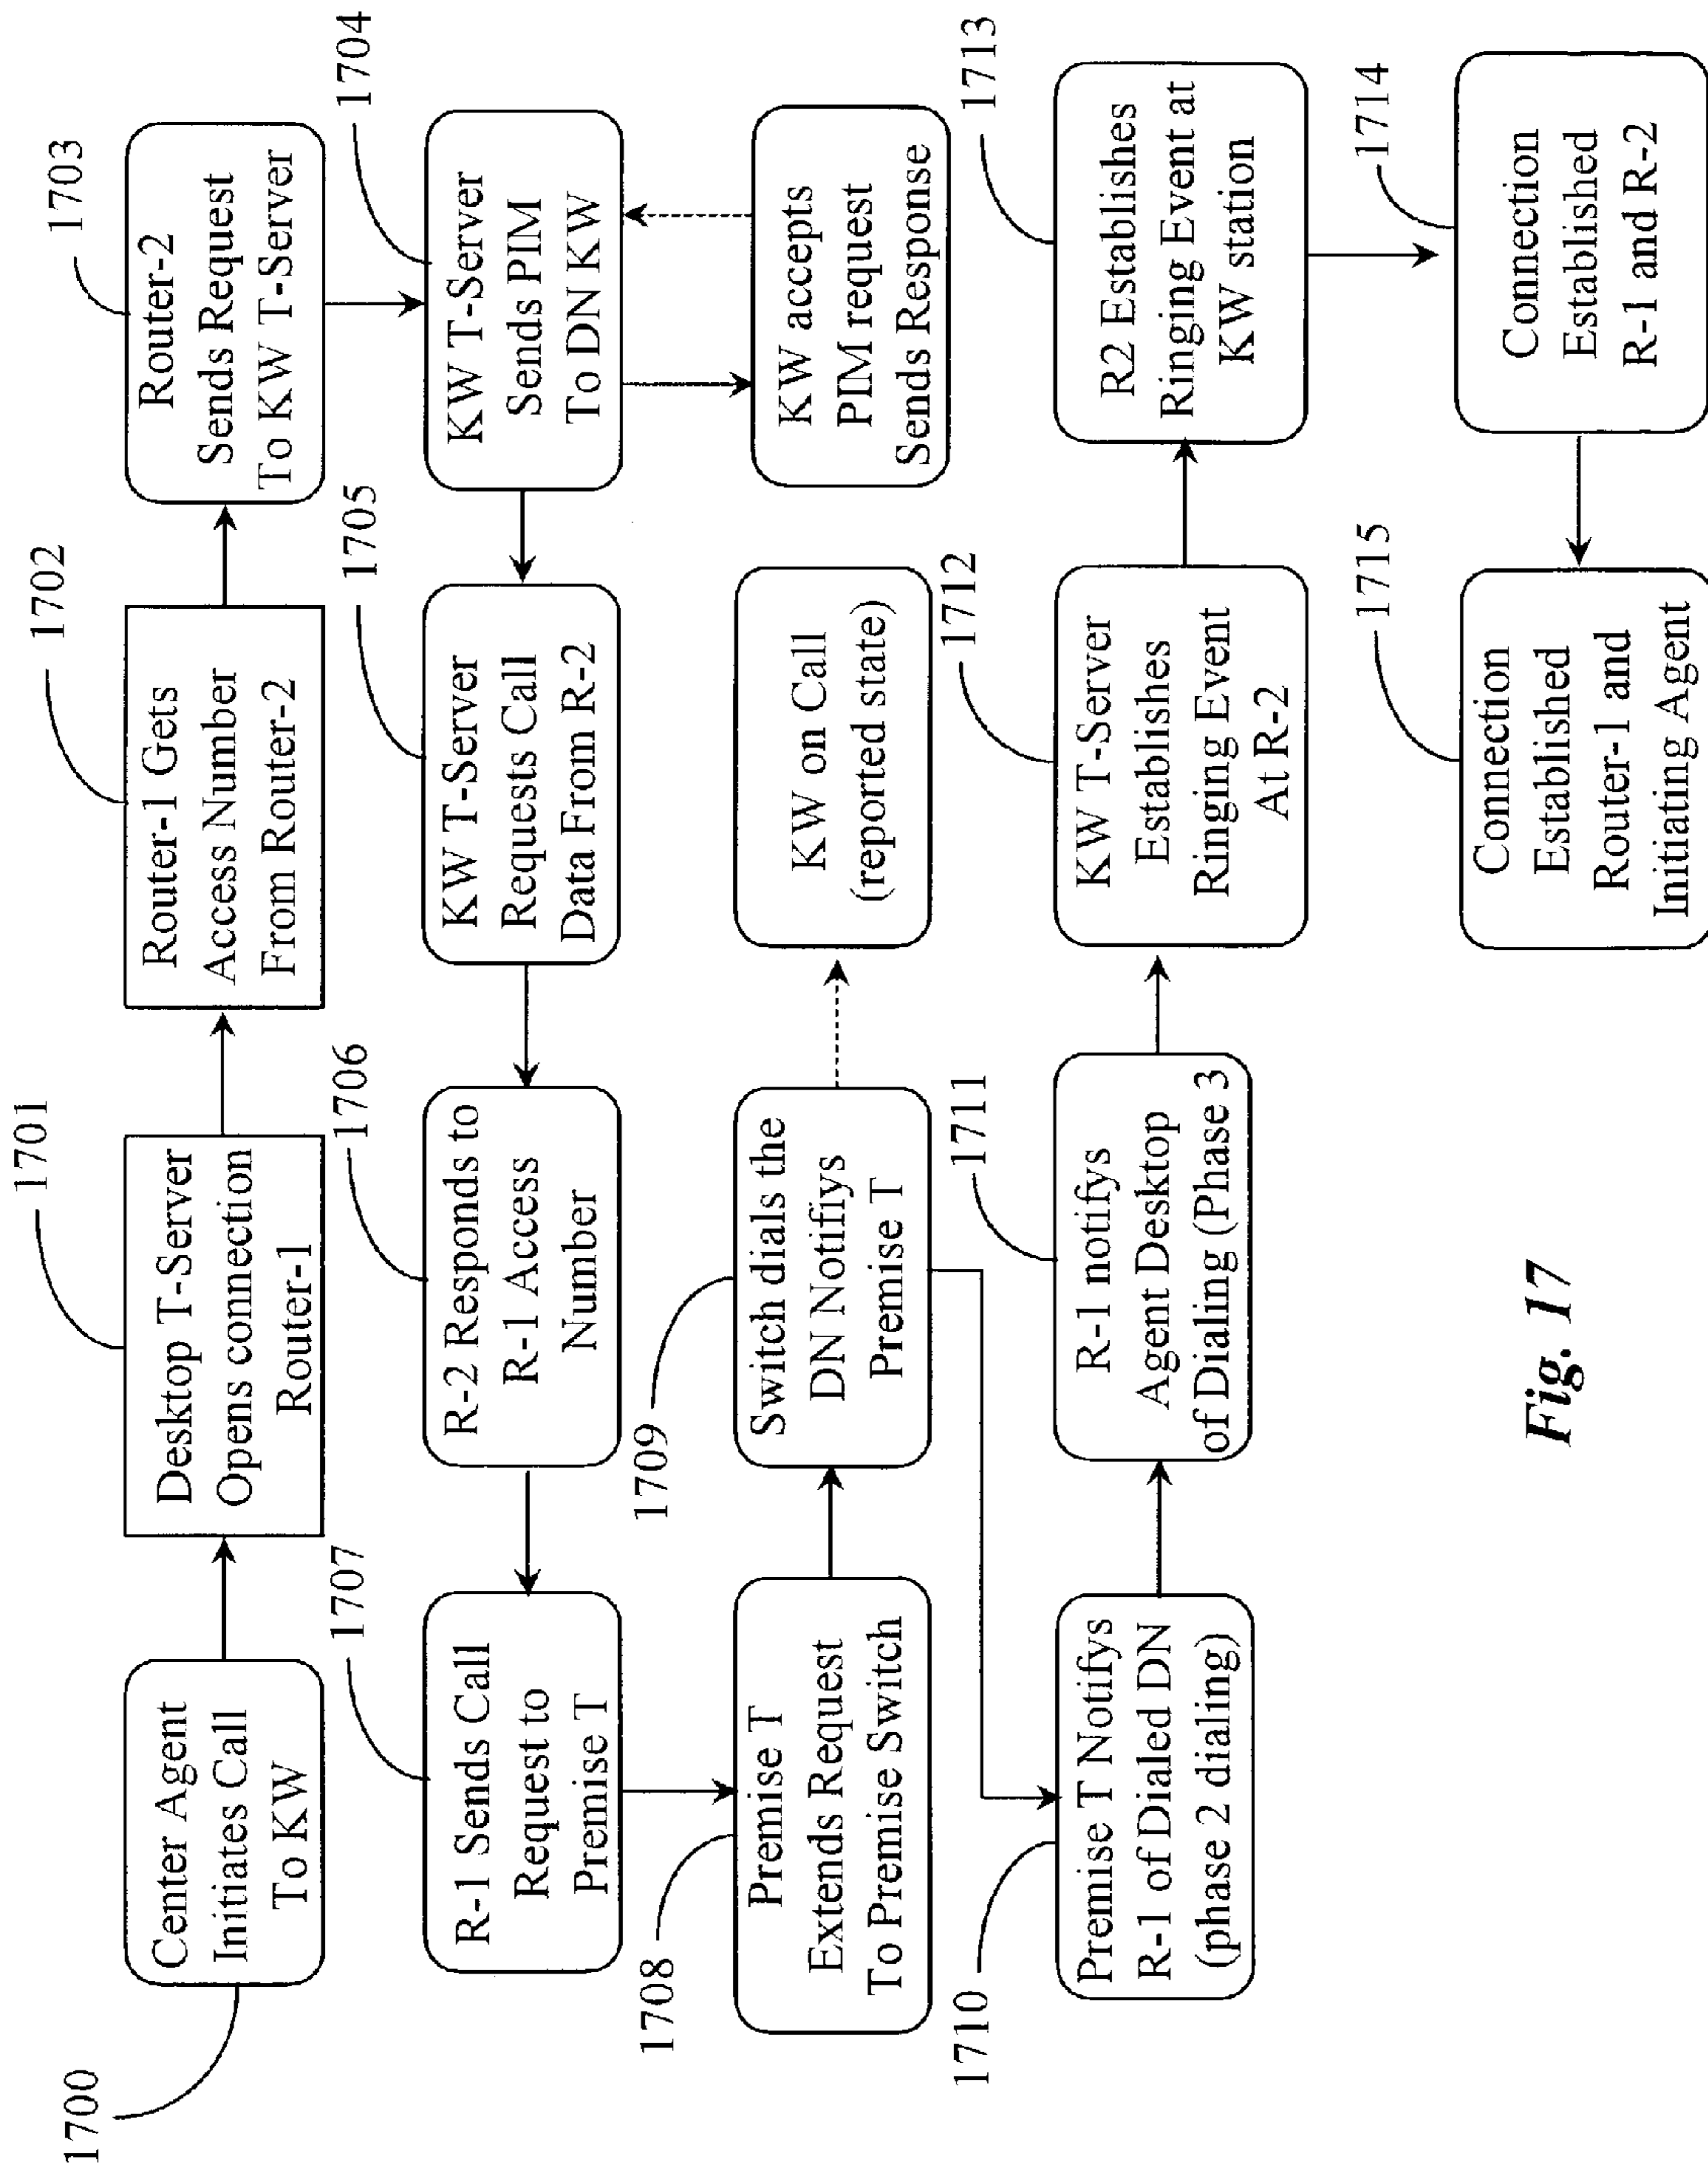 1700
Center Agent
Initiates Call
To KW
1701
Desktop T-Server
Opens connection
Router-1
1702
Router-1 Gets
Access Number
From Router-2
1703
Router-2
Sends Request
To KW T-Server
1704
KW T-Server
Sends PIM
To DN KW
KW accepts
PIM request
Sends Response
1705
KW T-Server
Requests Call
Data From R-2
1706
R-2 Responds to
R-1 Access
Number
1707
R-1 Sends Call
Request to
Premise T
1708
Premise T
Extends Request
To Premise Switch
1709
Switch dials the
DN Notifiys
Premise T
KW on Call
(reported state)
1710
Premise T Notifys
R-1 of Dialed DN
(phase 2 dialing)
1711
R-1 notifys
Agent Desktop
of Dialing (Phase 3
1712
KW T-Server
Establishes
Ringing Event
At R-2
1713
R2 Establishes
Ringing Event at
KW station
1714
Connection
Established
R-1 and R-2
1715
Connection
Established
Router-1 and
Initiating Agent
Fig. 17